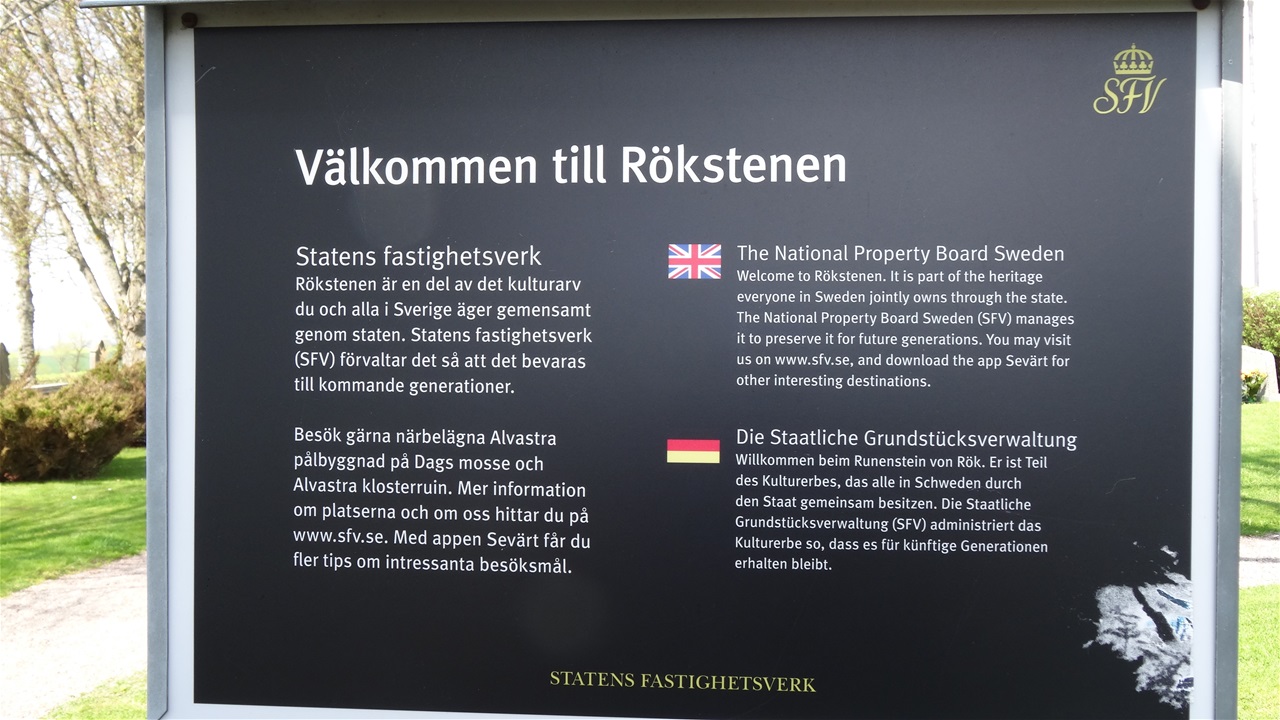 SFV
Välkommen till Rökstenen
Statens fastighetsverk
Rökstenen är en del av det kulturarv
du och alla i Sverige äger gemensamt
genom staten. Statens fastighetsverk
(SFV) förvaltar det så att det bevaras
till kommande generationer.
Besök gärna närbelägna Alvastra
pålbyggnad på Dags mosse och
Alvastra klosterruin. Mer information
om platserna och om oss hittar du på
www.sfv.se. Med appen Sevärt får du
fler tips om intressanta besöksmål.
The National Property Board Sweden
Welcome to Rökstenen. It is part of the heritage
everyone in Sweden jointly owns through the state.
The National Property Board Sweden (SFV) manages
it to preserve it for future generations. You may visit
us on www.sfv.se, and download the app Sevärt for
other interesting destinations.
Die Staatliche Grundstücksverwaltung
Willkommen beim Runenstein von Rök. Er ist Teil
des Kulturerbes, das alle in Schweden durch
den Staat gemeinsam besitzen. Die Staatliche
Grundstücksverwaltung (SFV) administriert das
Kulturerbe so, dass es für künftige Generationen
erhalten bleibt.
STATENS FASTIGHETSVERK